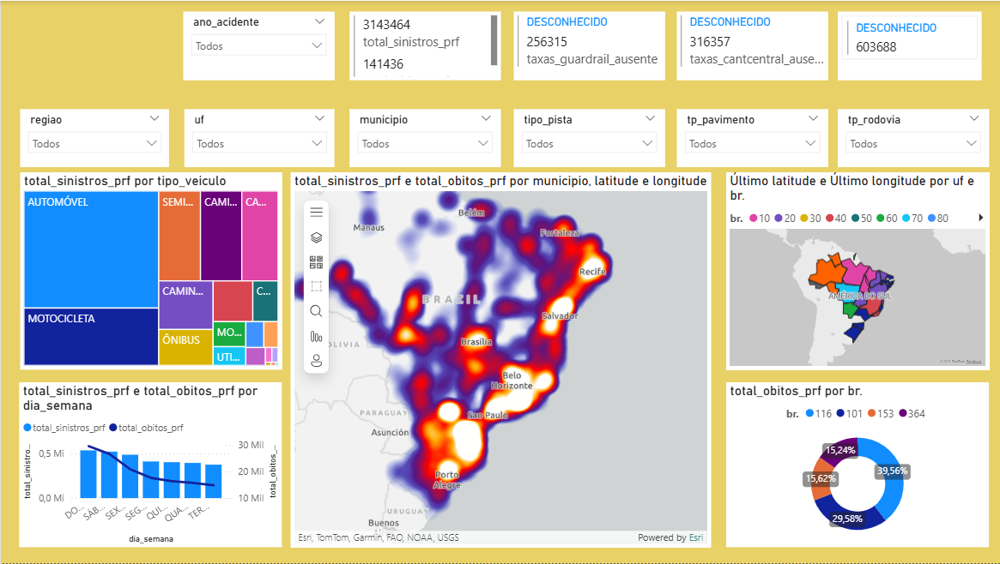 ano_acidente
Todos
3143464
total_sinistros_prf
141436
DESCONHECIDO
256315
taxas_guardrail_ausente
DESCONHECIDO
316357
taxas_cantcentral_ause...
DESCONHECIDO
603688
regiao
Todos
uf
Todos
municipio
Todos
tipo_pista
Todos
tp_pavimento
Todos
tp_rodovia
Todos
total_sinistros_prf por tipo_veiculo
AUTOMÓVEL
SEMI...
CAMI...
CA...
MOTOCICLETA
CAMIN...
C...
ÔNIBUS
MO...
UTI...
total_sinistros_prf e total_obitos_prf por municipio, latitude e longitude
Belém
Manaus
Fortaleza
Recife
BRAZIL
Salvador
Brasília
OLIVIA
Belo
Horizonte
PARAGUAY
Sao Paulo
Asunción
Porto
Alegre
URUGUAY
Buenos
Esri, TomTom, Garmin, FAO, NOAA, USGS
Powered by Esri
Último latitude e Último longitude por uf e
br.
br. 10 20 30 40 50 60 70 80
AMÉRICA DO SUL
total_sinistros_prf e total_obitos_prf por
dia_semana
total_sinistros_prf total_obitos_prf
total_sinistro...
0,5 Mi
0,0 Mi
30 Mil
20 Mil
10 Mil
total_obitos_...
DO...
SÁB...
SEX...
SEG...
QUI...
QUA...
TER...
dia_semana
total_obitos_prf por br.
br. 116 101 153 364
15,24%
39,56%
15,62%
29,58%